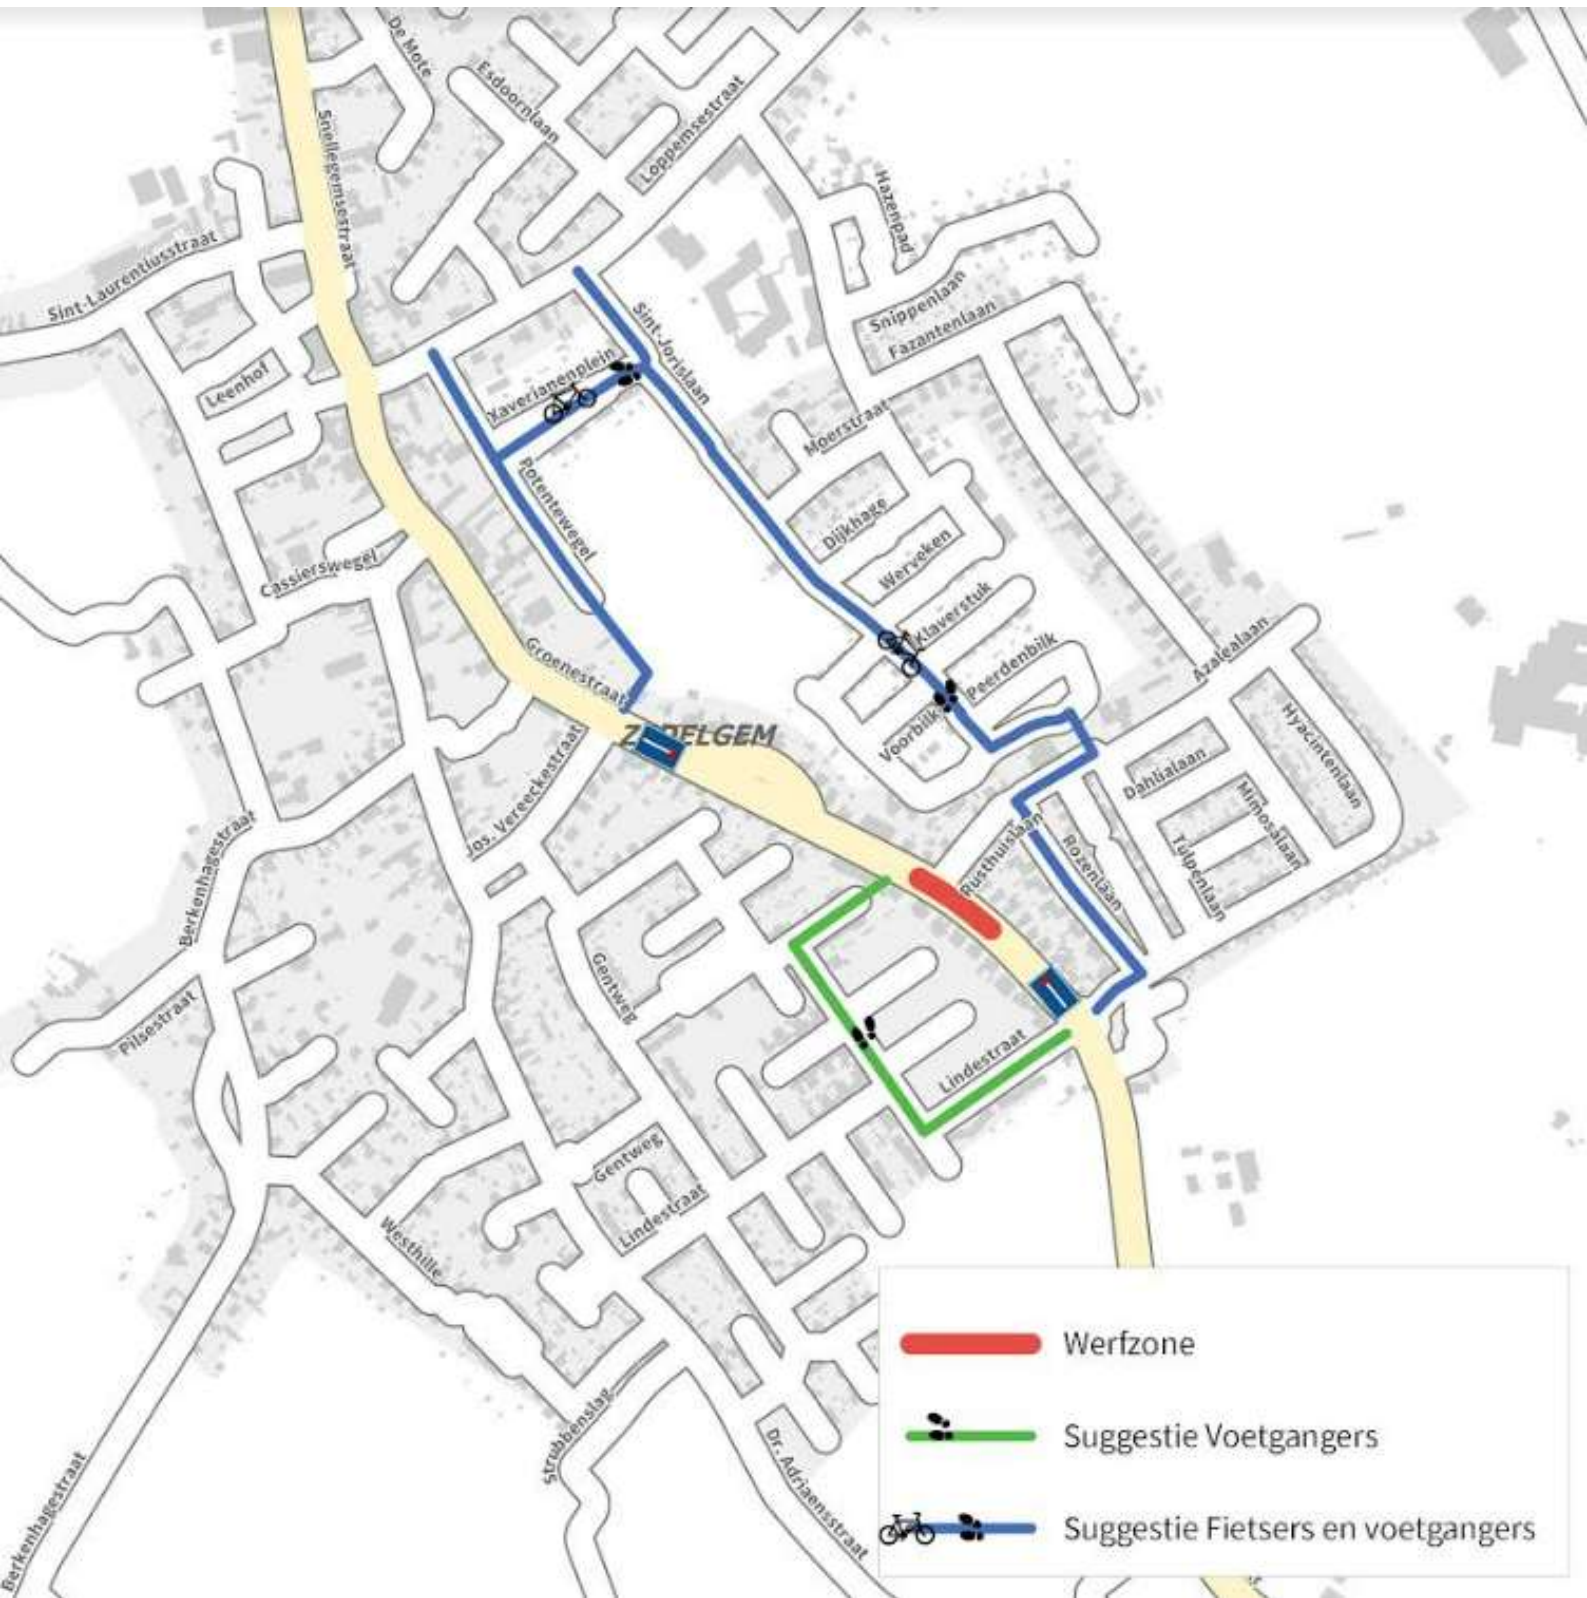 De Mote
Esdoornlaan
Loppemsestraat
Snellegemsestraat
Hazenpad
Sint-Laurentiusstraat
Snippenlaan
Fazantenlaan
Sint-Jorislaan
Xaverianenplein
Leenhof
Moerstraat
Potentewegel
Dijkhage
Werveken
Cassierswegel
Klaverstuk
Peerdenbilk
Azalealaan
Groenestraat
Voorbilk
ZEDELGEM
Hyacintenlaan
Dahlialaan
Mimosalaan
Jos. Vereeckestraat
Rusthuislaan
Rozenlaan
Tulpenlaan
Berkenhagestraat
Gentweg
Pilsestraat
Lindestraat
Gentweg
Lindestraat
Westhille
Strubbenslag
Dr. Adriaensstraat
Berkenhagestraat
Werfzone
Suggestie Voetgangers
Suggestie Fietsers en voetgangers